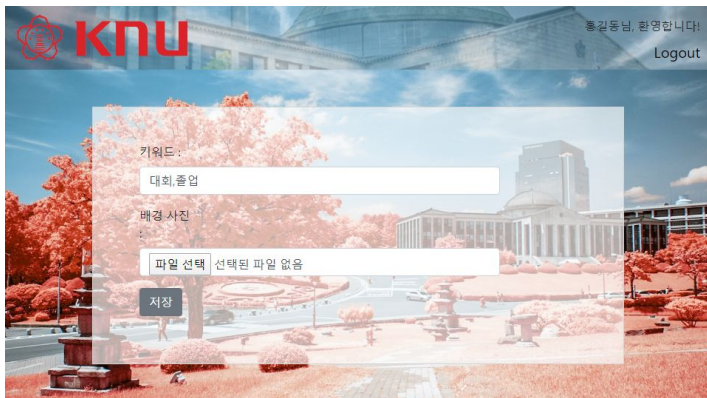 KNU
홍길동님, 환영합니다!
Logout
키워드 :
대회,졸업
배경 사진
:
파일 선택 선택된 파일 없음
저장